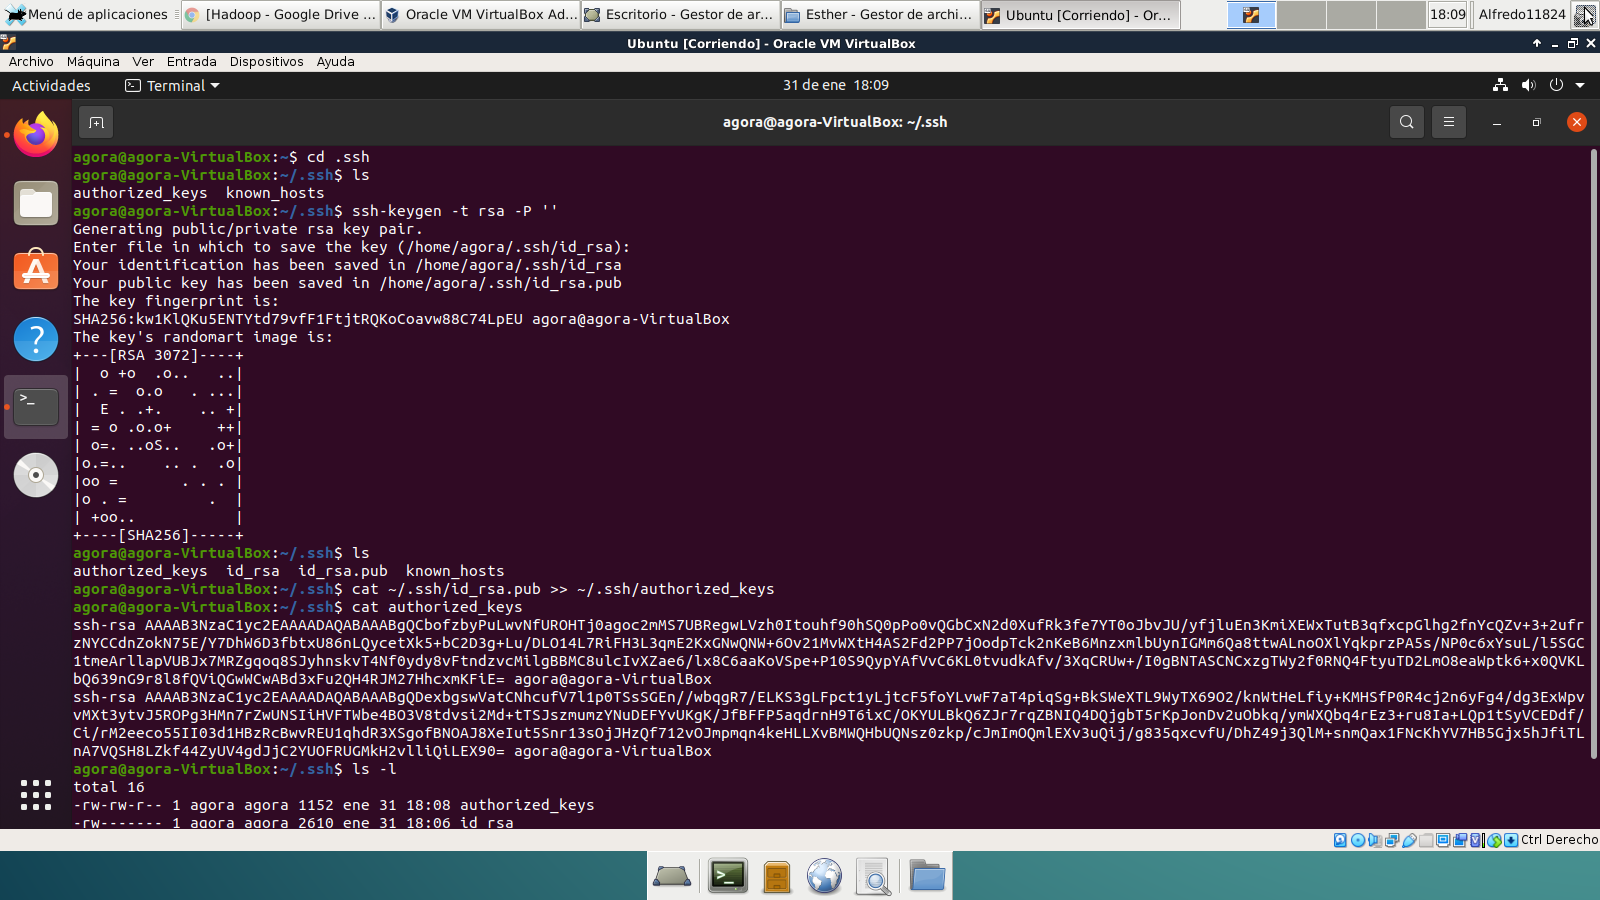 Menú de aplicaciones
[Hadoop - Google Drive ...
Oracle VM VirtualBox Ad...
Escritorio - Gestor de ar...
Esther - Gestor de archi...
Ubuntu [Corriendo] - Or...
18:09
Alfredo11824
Ubuntu [Corriendo] - Oracle VM VirtualBox
Archivo Máquina Ver Entrada Dispositivos Ayuda
Actividades
Terminal
31 de ene 18:09
agora@agora-VirtualBox: ~/.ssh
agora@agora-VirtualBox:~$ cd .ssh
agora@agora-VirtualBox:~/.ssh$ ls
authorized_keys  known_hosts
agora@agora-VirtualBox:~/.ssh$ ssh-keygen -t rsa -P ''
Generating public/private rsa key pair.
Enter file in which to save the key (/home/agora/.ssh/id_rsa):
Your identification has been saved in /home/agora/.ssh/id_rsa
Your public key has been saved in /home/agora/.ssh/id_rsa.pub
The key fingerprint is:
SHA256:kw1KlQKu5ENTYtd79vfF1FtjtRQKoCoavw88C74LpEU agora@agora-VirtualBox
The key's randomart image is:
+---[RSA 3072]----+
|  o +o  .o..   ..|
| . =  o.o   . ...|
|  E . .+.    .. +|
| = o .o.o+     ++|
| o=. ..oS..   .o+|
|o.=..    .. .  .o|
|oo =       . . . |
|o . =         .  |
| +oo..           |
+----[SHA256]-----+
agora@agora-VirtualBox:~/.ssh$ ls
authorized_keys  id_rsa  id_rsa.pub  known_hosts
agora@agora-VirtualBox:~/.ssh$ cat ~/.ssh/id_rsa.pub >> ~/.ssh/authorized_keys
agora@agora-VirtualBox:~/.ssh$ cat authorized_keys
ssh-rsa AAAAB3NzaC1yc2EAAAADAQABAAABgQCbofzbyPuLwvNfUROHTj0agoc2mMS7UBRegwLVzh0Itouhf90hSQ0pPo0vQGbCxN2d0XufRk3fe7YT0oJbvJU/yfjluEn3KmiXEWxTutB3qfxcpGlhg2fnYcQZv+3+2ufr
zNYCCdnZokN75E/Y7DhW6D3fbtxU86nLQycetXk5+bC2D3g+Lu/DLO14L7RiFH3L3qmE2KxGNwQNW+6Ov21MvWXtH4AS2Fd2PP7jOodpTck2nKeB6MnzxmlbUynIGMm6Qa8ttwALnoOXlYqkprzPA5s/NP0c6xYsuL/l5SGC
1tmeArllapVUBJx7MRZgqoq8SJyhnskvT4Nf0ydy8vFtndzvcMilgBBMC8ulcIvXZae6/lx8C6aaKoVSpe+P10S9QypYAfVvC6KL0tvudkAfv/3XqCRUw+/I0gBNTASCNCxzgTWy2f0RNQ4FtyuTD2LmO8eaWptk6+x0QVKL
bQ639nG9r8l8fQViQGwWCwABd3xFu2QH4RJM27HhcxmKFiE= agora@agora-VirtualBox
ssh-rsa AAAAB3NzaC1yc2EAAAADAQABAAABgQDexbgswVatCNhcufV7l1p0TSsSGEn//wbqgR7/ELKS3gLFpct1yLjtcF5foYLvwF7aT4piqSg+BkSWeXTL9WyTX69O2/knWtHeLfiy+KMHSfP0R4cj2n6yFg4/dg3ExWpv
vMXt3ytvJ5ROPg3HMn7rZwUNSIiHVFTWbe4BO3V8tdvsi2Md+tTSJszmumzYNuDEFYvUKgK/JfBFFP5aqdrnH9T6ixC/OKYULBkQ6ZJr7rqZBNIQ4DQjgbT5rKpJonDv2uObkq/ymWXQbq4rEz3+ru8Ia+LQp1tSyVCEDdf/
Ci/rM2eeco55II03d1HBzRcBwvREU1qhdR3XSgofBNOAJ8XeIut5Snr13sOjJHzQf712vOJmpmqn4keHLLXvBMWQHbUQNsz0zkp/cJmImOQmlEXv3uQij/g835qxcvfU/DhZ49j3QlM+snmQax1FNcKhYV7HB5Gjx5hJfiTL
nA7VQSH8LZkf44ZyUV4gdJjC2YUOFRUGMkH2vlliQiLEX90= agora@agora-VirtualBox
agora@agora-VirtualBox:~/.ssh$ ls -l
total 16
-rw-rw-r-- 1 agora agora 1152 ene 31 18:08 authorized_keys
-rw------- 1 agora agora 2610 ene 31 18:06 id_rsa
Ctrl Derecho